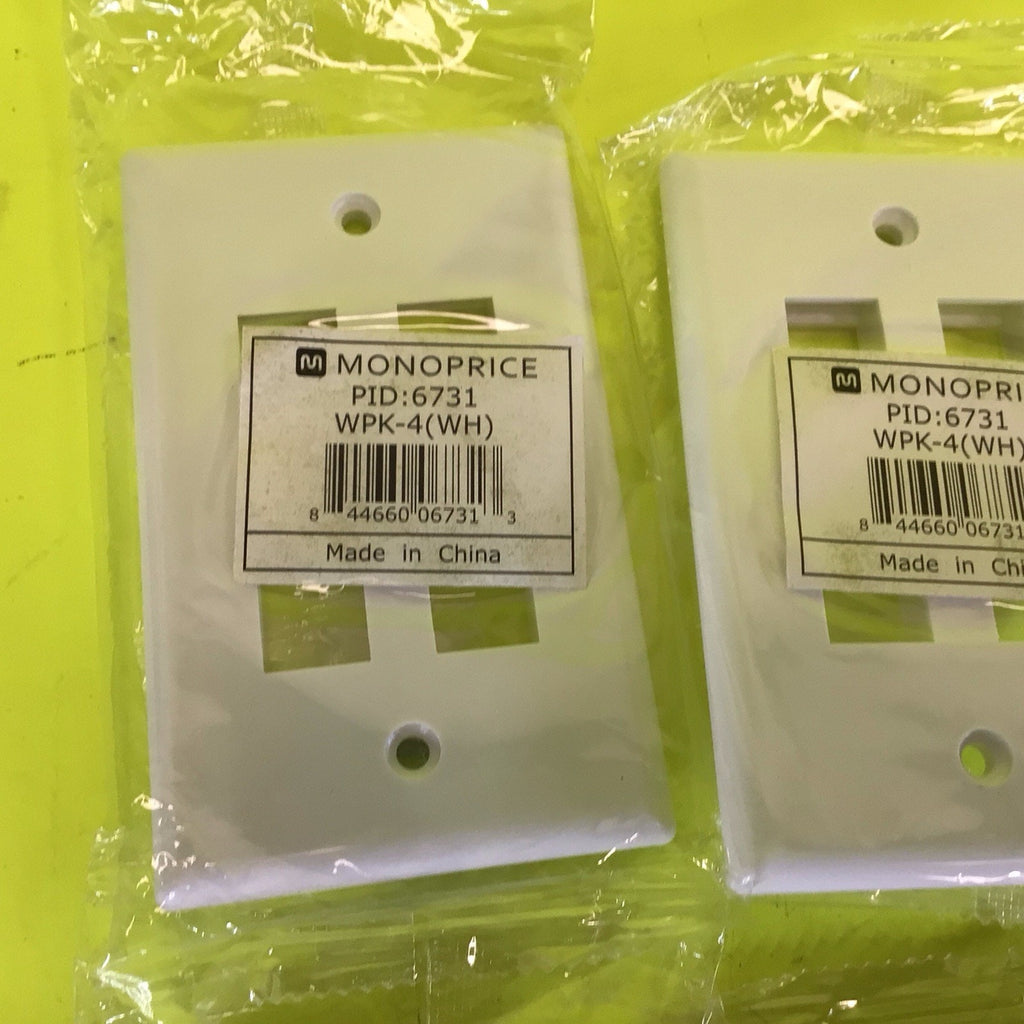 MONOPRICE
PID:6731
WPK-4(WH)
8 44660 06731 3
Made in China
MONOPRI
PID:6731
WPK-4(WH)
8 44660 06731
Made in Chi